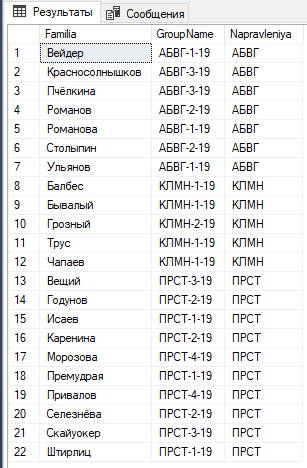 Результаты Сообщения
Familia GroupName Napravleniya
1 Вейдер АБВГ-1-19 АБВГ
2 Красносолнышков АБВГ-3-19 АБВГ
3 Пчёлкина АБВГ-3-19 АБВГ
4 Романов АБВГ-2-19 АБВГ
5 Романова АБВГ-1-19 АБВГ
6 Столыпин АБВГ-2-19 АБВГ
7 Ульянов АБВГ-1-19 АБВГ
8 Балбес КЛМН-1-19 КЛМН
9 Бывалый КЛМН-1-19 КЛМН
10 Грозный КЛМН-2-19 КЛМН
11 Трус КЛМН-1-19 КЛМН
12 Чапаев КЛМН-1-19 КЛМН
13 Вещий ПРСТ-3-19 ПРСТ
14 Годунов ПРСТ-2-19 ПРСТ
15 Исаев ПРСТ-1-19 ПРСТ
16 Каренина ПРСТ-2-19 ПРСТ
17 Морозова ПРСТ-4-19 ПРСТ
18 Премудрая ПРСТ-1-19 ПРСТ
19 Привалов ПРСТ-4-19 ПРСТ
20 Селезнёва ПРСТ-2-19 ПРСТ
21 Скайуокер ПРСТ-3-19 ПРСТ
22 Штирлиц ПРСТ-1-19 ПРСТ